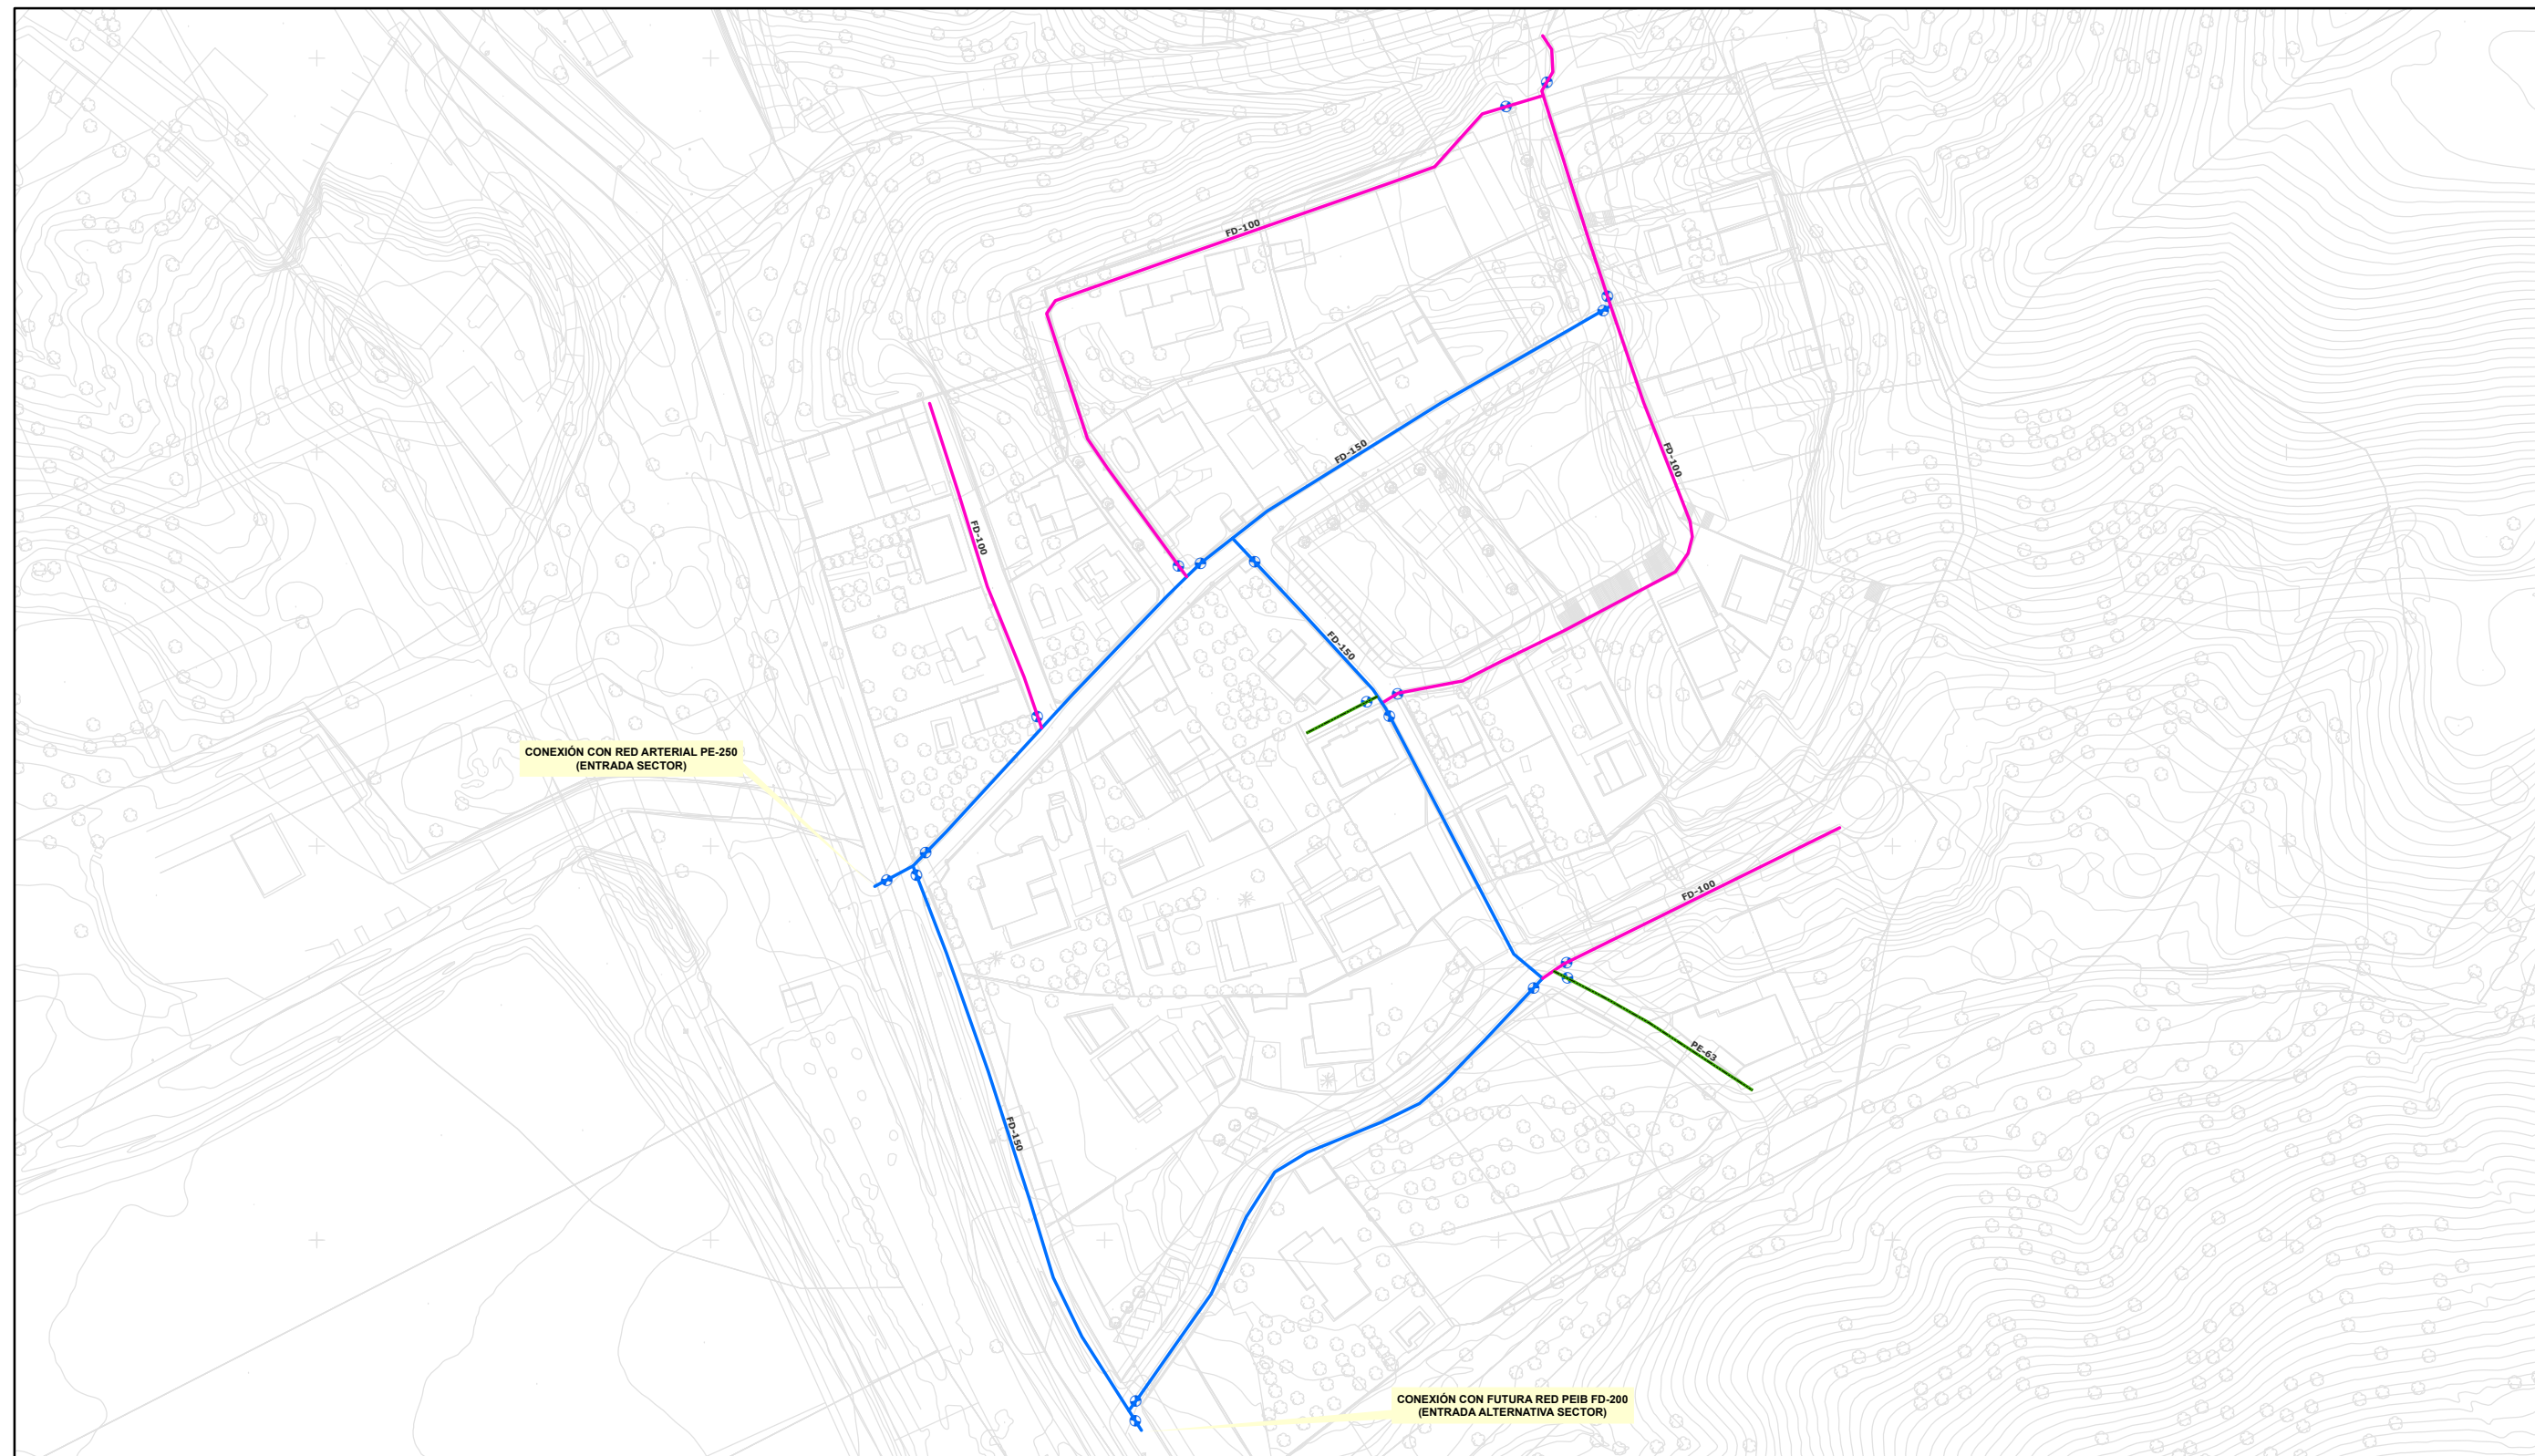 FD-100
FD-150
FD-100
FD-100
FD-150
CONEXIÓN CON RED ARTERIAL PE-250
(ENTRADA SECTOR)
FD-100
PE-63
FD-150
CONEXIÓN CON FUTURA RED PEIB FD-200
(ENTRADA ALTERNATIVA SECTOR)